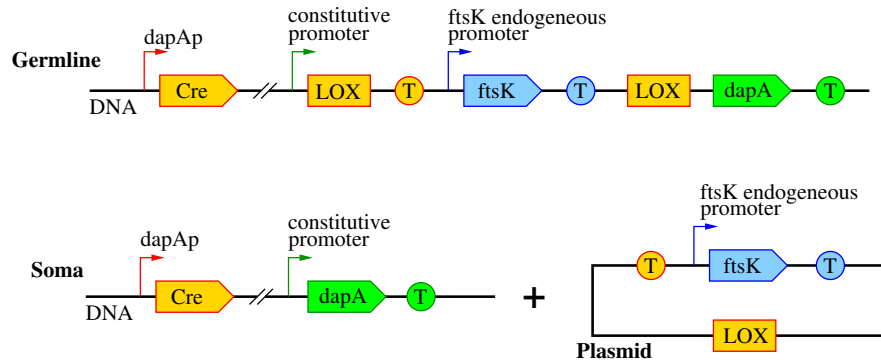 dapAp
constitutive
promoter
ftsK endogeneous
promoter
Germline
DNA
Cre
LOX
T
ftsK
T
LOX
dapA
T
ftsK endogeneous
promoter
dapAp
constitutive
promoter
Soma
DNA
Cre
dapA
T
+
T
ftsK
T
LOX
Plasmid